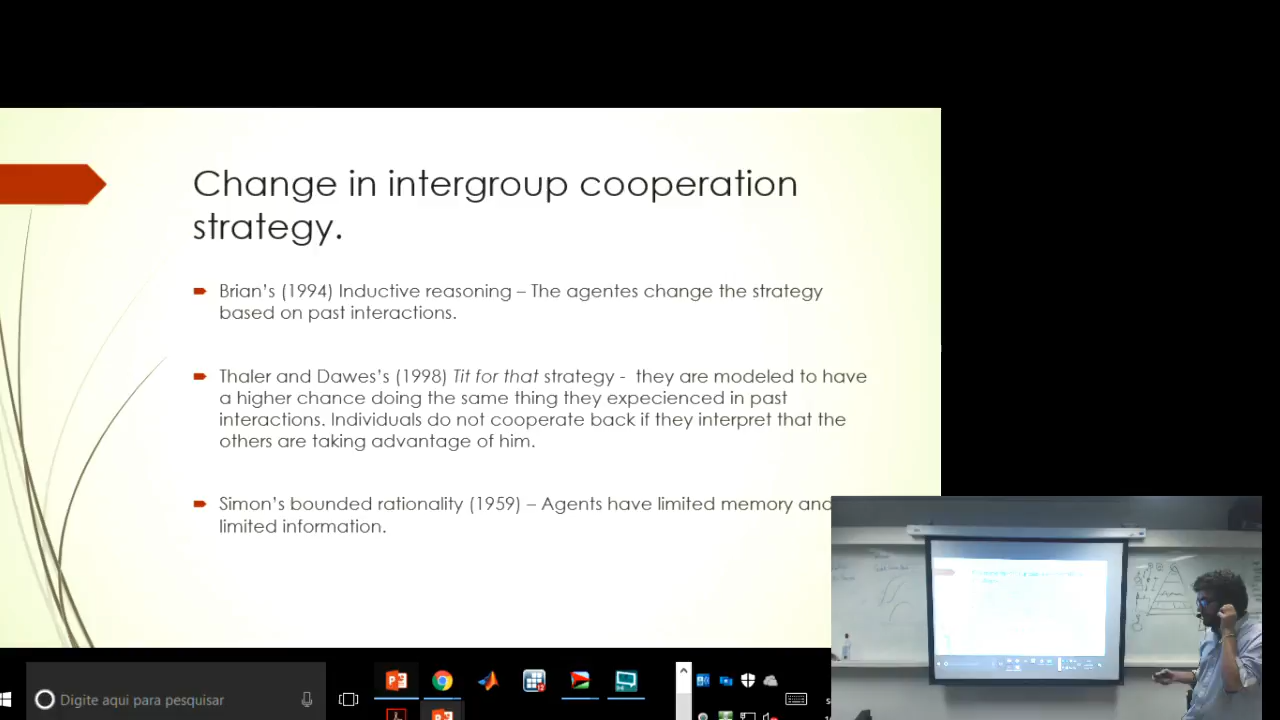 Change in intergroup cooperation
strategy.
Brian's (1994) Inductive reasoning – The agentes change the strategy
based on past interactions.
Thaler and Dawes's (1998) Tit for that strategy - they are modeled to have
a higher chance doing the same thing they expecienced in past
interactions. Individuals do not cooperate back if they interpret that the
others are taking advantage of him.
Simon's bounded rationality (1959) – Agents have limited memory and
limited information.
Digite aqui para pesquisar